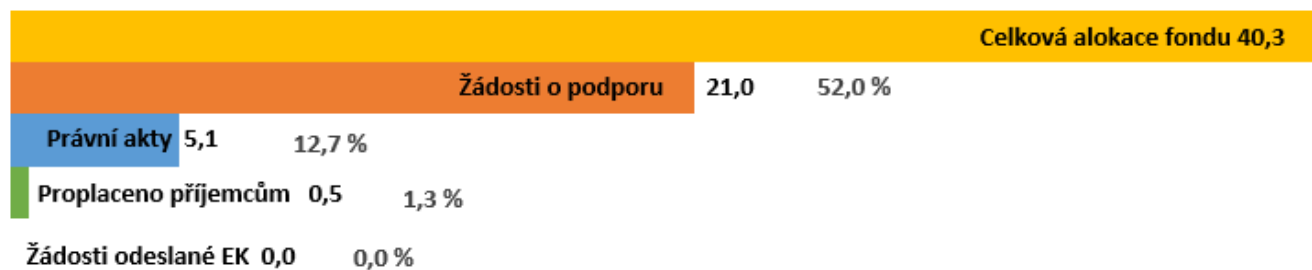 Celková alokace fondu 40,3
Žádosti o podporu 21,0 52,0 %
Právní akty 5,1 12,7 %
Proplaceno příjemcům 0,5 1,3 %
Žádosti odeslané EK 0,0 0,0 %